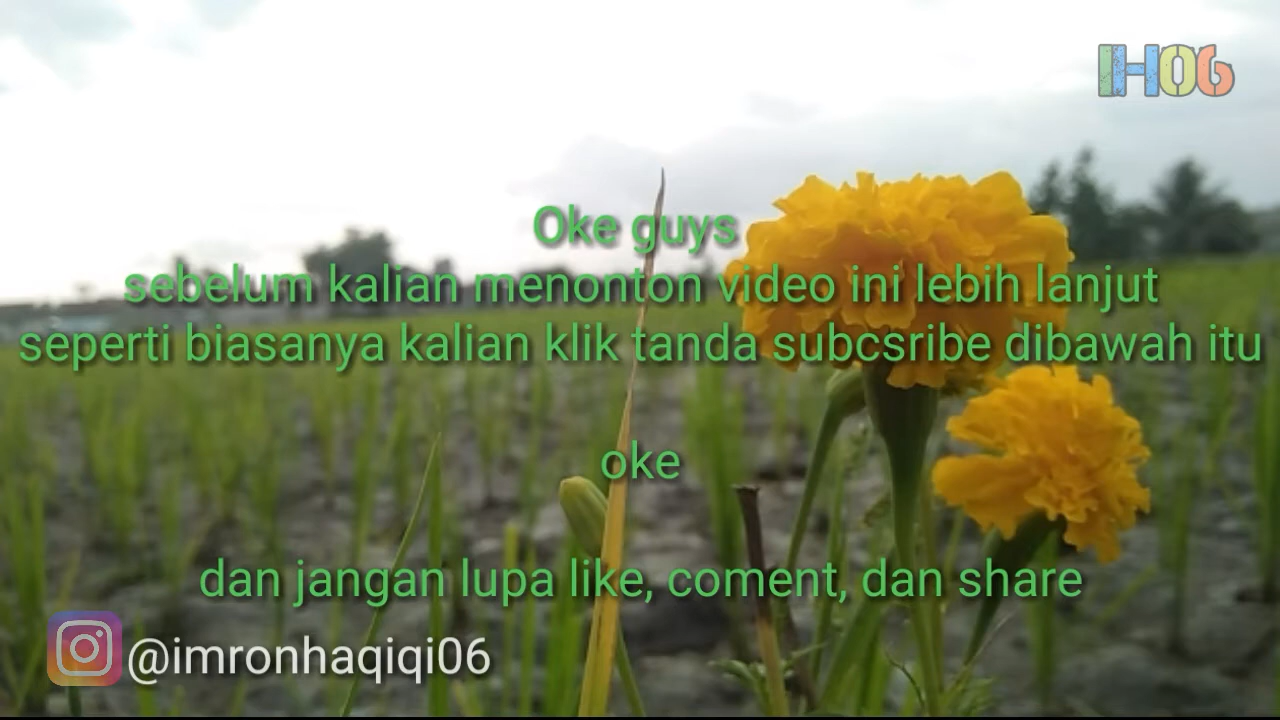 IH06
Oke guys
sebelum kalian menonton video ini lebih lanjut
seperti biasanya kalian klik tanda subcsribe dibawah itu
oke
dan jangan lupa like, coment, dan share
@imronhaqiqi06